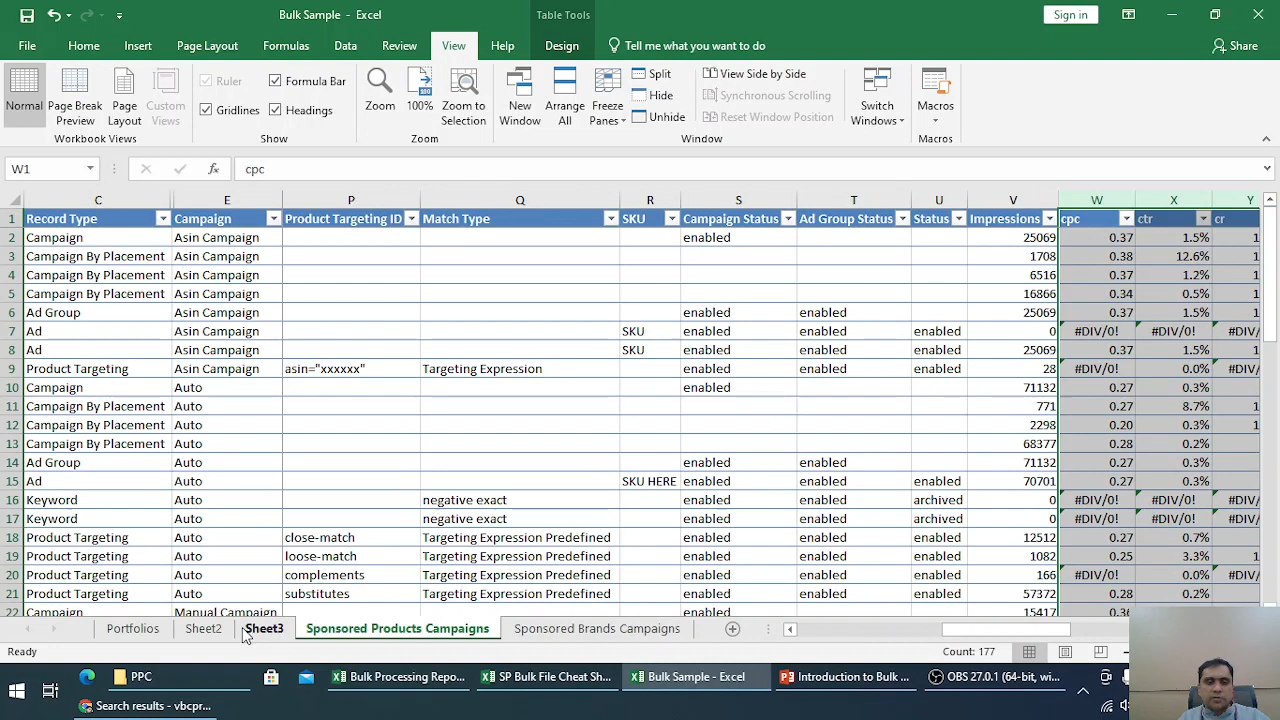 Bulk Sample - Excel
Table Tools
Sign in
File Home Insert Page Layout Formulas Data Review View Help Design Tell me what you want to do Share
Normal Page Break Preview Page Layout Custom Views
Ruler Formula Bar
Gridlines Headings
Zoom 100% Zoom to Selection
New Window Arrange All Freeze Panes
Split
Hide
Unhide
View Side by Side
Synchronous Scrolling
Reset Window Position
Switch Windows Macros
Workbook Views Show Zoom Window Macros
W1 fx cpc
C E P Q R S T U V W X Y
1 Record Type Campaign Product Targeting ID Match Type SKU Campaign Status Ad Group Status Status Impressions cpc ctr cr
2 Campaign Asin Campaign enabled 25069 0.37 1.5% 1
3 Campaign By Placement Asin Campaign 1708 0.38 12.6% 1
4 Campaign By Placement Asin Campaign 6516 0.37 1.2% 1
5 Campaign By Placement Asin Campaign 16866 0.34 0.5% 1
6 Ad Group Asin Campaign enabled enabled 25069 0.37 1.5% 1
7 Ad Asin Campaign SKU enabled enabled enabled 0 #DIV/0! #DIV/0! #DIV/
8 Ad Asin Campaign SKU enabled enabled enabled 25069 0.37 1.5% 1
9 Product Targeting Asin Campaign asin="xxxxxx" Targeting Expression enabled enabled enabled 28 #DIV/0! 0.0% #DIV/
10 Campaign Auto enabled 71132 0.27 0.3%
11 Campaign By Placement Auto 771 0.27 8.7% 1
12 Campaign By Placement Auto 2298 0.20 0.3% 1
13 Campaign By Placement Auto 68377 0.28 0.2%
14 Ad Group Auto enabled enabled 71132 0.27 0.3%
15 Ad Auto SKU HERE enabled enabled enabled 70701 0.27 0.3%
16 Keyword Auto negative exact enabled enabled archived 0 #DIV/0! #DIV/0! #DIV/
17 Keyword Auto negative exact enabled enabled archived 0 #DIV/0! #DIV/0! #DIV/
18 Product Targeting Auto close-match Targeting Expression Predefined enabled enabled enabled 12512 0.27 0.7%
19 Product Targeting Auto loose-match Targeting Expression Predefined enabled enabled enabled 1082 0.25 3.3% 1
20 Product Targeting Auto complements Targeting Expression Predefined enabled enabled enabled 166 #DIV/0! 0.0% #DIV/
21 Product Targeting Auto substitutes Targeting Expression Predefined enabled enabled enabled 57372 0.28 0.2%
22 Campaign Manual Campaign enabled 15417 0.36
Portfolios Sheet2 Sheet3 Sponsored Products Campaigns Sponsored Brands Campaigns
Ready Count: 177
PPC Bulk Processing Repo... SP Bulk File Cheat Sh... Bulk Sample - Excel Introduction to Bulk ... OBS 27.0.1 (64-bit, wi...
Search results - vbcpr...